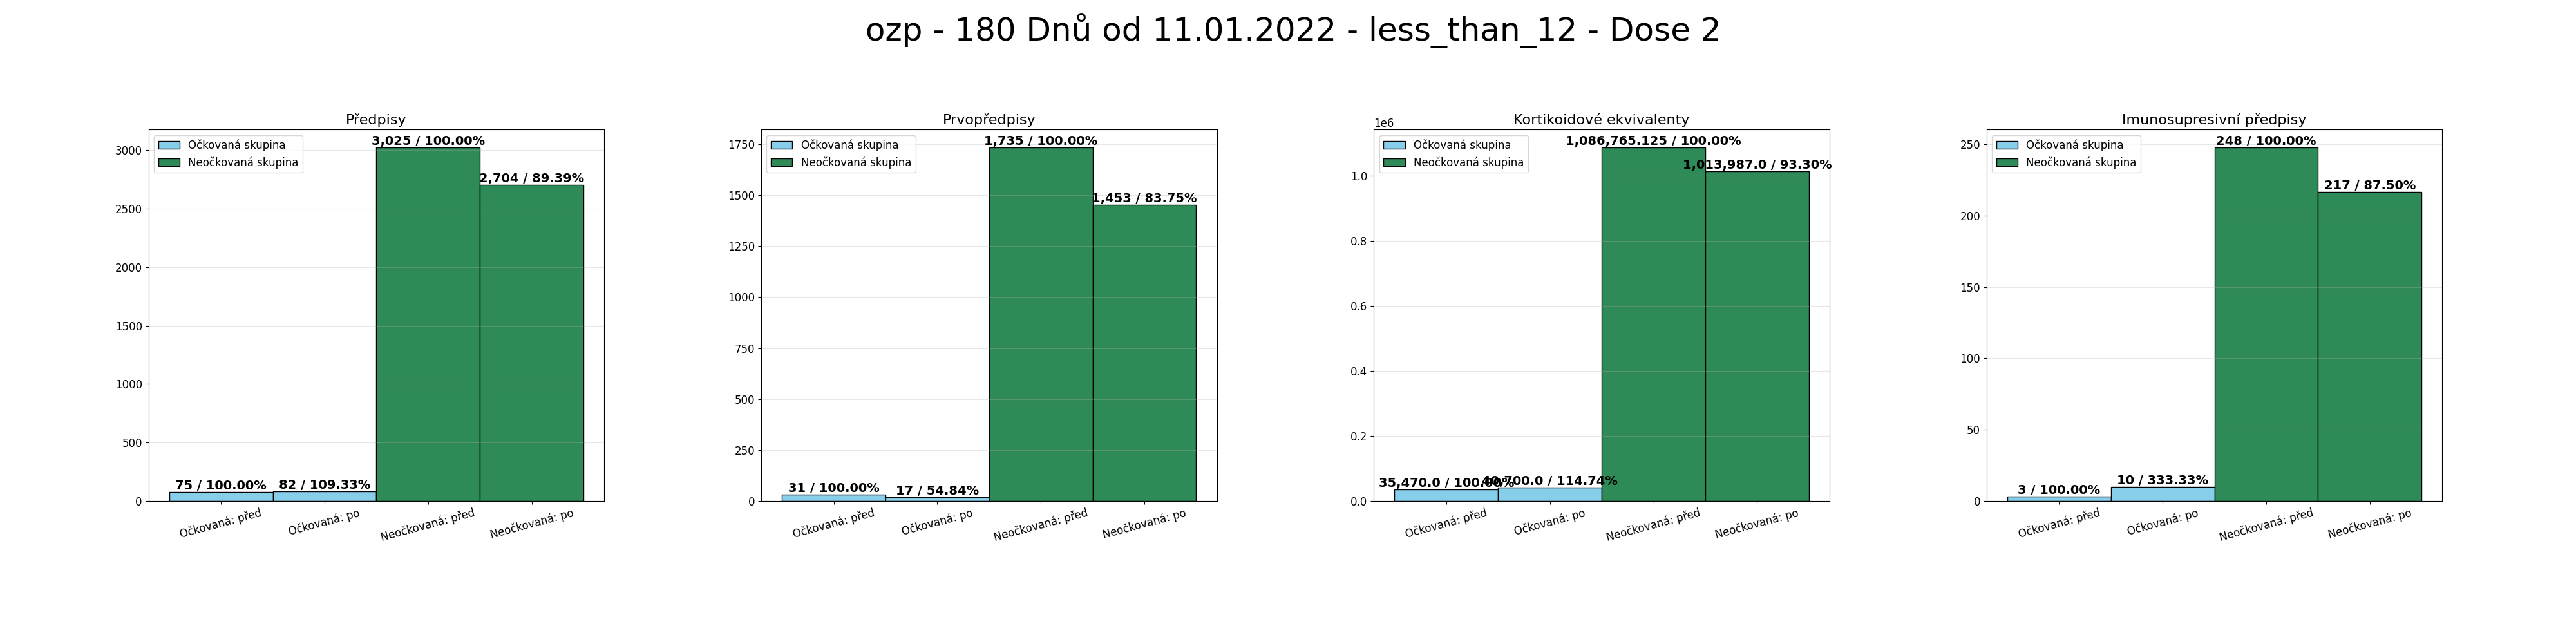 ozp - 180 Dnů od 11.01.2022 - less_than_12 - Dose 2
Předpisy
Očkovaná skupina
Neočkovaná skupina
3,025 / 100.00%
2,704 / 89.39%
75 / 100.00%
82 / 109.33%
3000
2500
2000
1500
1000
500
0
Očkovaná: před
Očkovaná: po
Neočkovaná: před
Neočkovaná: po
Prvopředpisy
Očkovaná skupina
Neočkovaná skupina
1,735 / 100.00%
1,453 / 83.75%
31 / 100.00%
17 / 54.84%
1750
1500
1250
1000
750
500
250
0
Očkovaná: před
Očkovaná: po
Neočkovaná: před
Neočkovaná: po
Kortikoidové ekvivalenty
1e6
Očkovaná skupina
Neočkovaná skupina
1,086,765.125 / 100.00%
1,013,987.0 / 93.30%
35,470.0 / 100.00%
40,700.0 / 114.74%
1.0
0.8
0.6
0.4
0.2
0.0
Očkovaná: před
Očkovaná: po
Neočkovaná: před
Neočkovaná: po
Imunosupresivní předpisy
Očkovaná skupina
Neočkovaná skupina
248 / 100.00%
217 / 87.50%
3 / 100.00%
10 / 333.33%
250
200
150
100
50
0
Očkovaná: před
Očkovaná: po
Neočkovaná: před
Neočkovaná: po